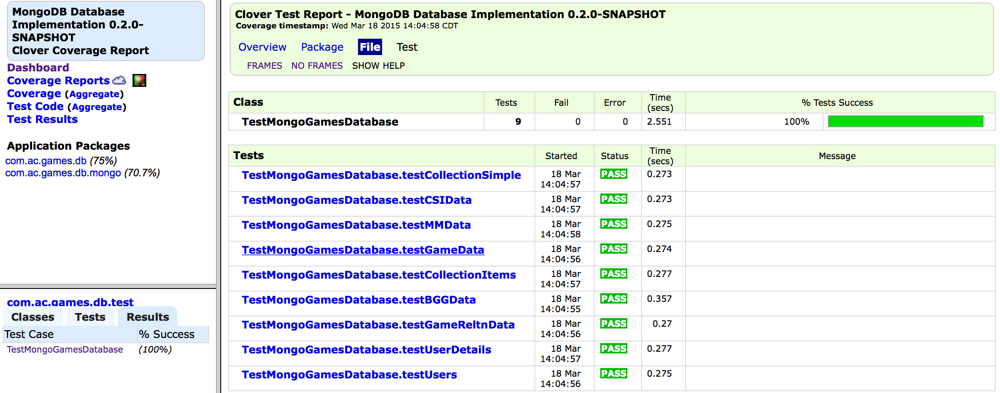 MongoDB Database
Implementation 0.2.0-
SNAPSHOT
Clover Coverage Report
Dashboard
Coverage Reports
Coverage (Aggregate)
Test Code (Aggregate)
Test Results
Application Packages
com.ac.games.db (75%)
com.ac.games.db.mongo (70.7%)
com.ac.games.db.test
Classes Tests Results
Test Case % Success
TestMongoGamesDatabase (100%)
Clover Test Report - MongoDB Database Implementation 0.2.0-SNAPSHOT
Coverage timestamp: Wed Mar 18 2015 14:04:58 CDT
Overview Package File Test
FRAMES NO FRAMES SHOW HELP
Class Tests Fail Error Time (secs) % Tests Success
TestMongoGamesDatabase 9 0 0 2.551 100%
Tests Started Status Time (secs) Message
TestMongoGamesDatabase.testCollectionSimple 18 Mar 14:04:57 PASS 0.273
TestMongoGamesDatabase.testCSIData 18 Mar 14:04:57 PASS 0.273
TestMongoGamesDatabase.testMMData 18 Mar 14:04:58 PASS 0.275
TestMongoGamesDatabase.testGameData 18 Mar 14:04:56 PASS 0.274
TestMongoGamesDatabase.testCollectionItems 18 Mar 14:04:57 PASS 0.277
TestMongoGamesDatabase.testBGGData 18 Mar 14:04:55 PASS 0.357
TestMongoGamesDatabase.testGameReltnData 18 Mar 14:04:56 PASS 0.27
TestMongoGamesDatabase.testUserDetails 18 Mar 14:04:57 PASS 0.277
TestMongoGamesDatabase.testUsers 18 Mar 14:04:56 PASS 0.275